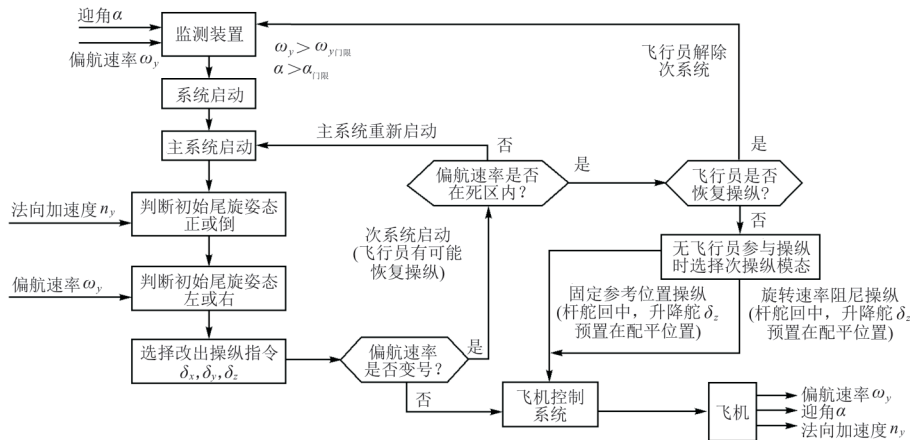 迎角α
偏航速率ω_y
监测装置
ω_y＞ω_y门限
α＞α门限
飞行员解除
次系统
系统启动
主系统启动
主系统重新启动
否
是
是
偏航速率是否
在死区内?
飞行员是否
恢复操纵?
法向加速度n_y
判断初始尾旋姿态
正或倒
次系统启动
(飞行员有可能
恢复操纵)
否
无飞行员参与操纵
时选择次操纵模态
偏航速率ω_y
判断初始尾旋姿态
左或右
固定参考位置操纵
(杆舵回中，升降舵δ_z
预置在配平位置)
旋转速率阻尼操纵
(杆舵回中，升降舵δ_z
预置在配平位置)
选择改出操纵指令
δ_x,δ_y,δ_z
偏航速率
是否变号?
是
否
飞机控制
系统
飞机
偏航速率ω_y
迎角α
法向加速度n_y